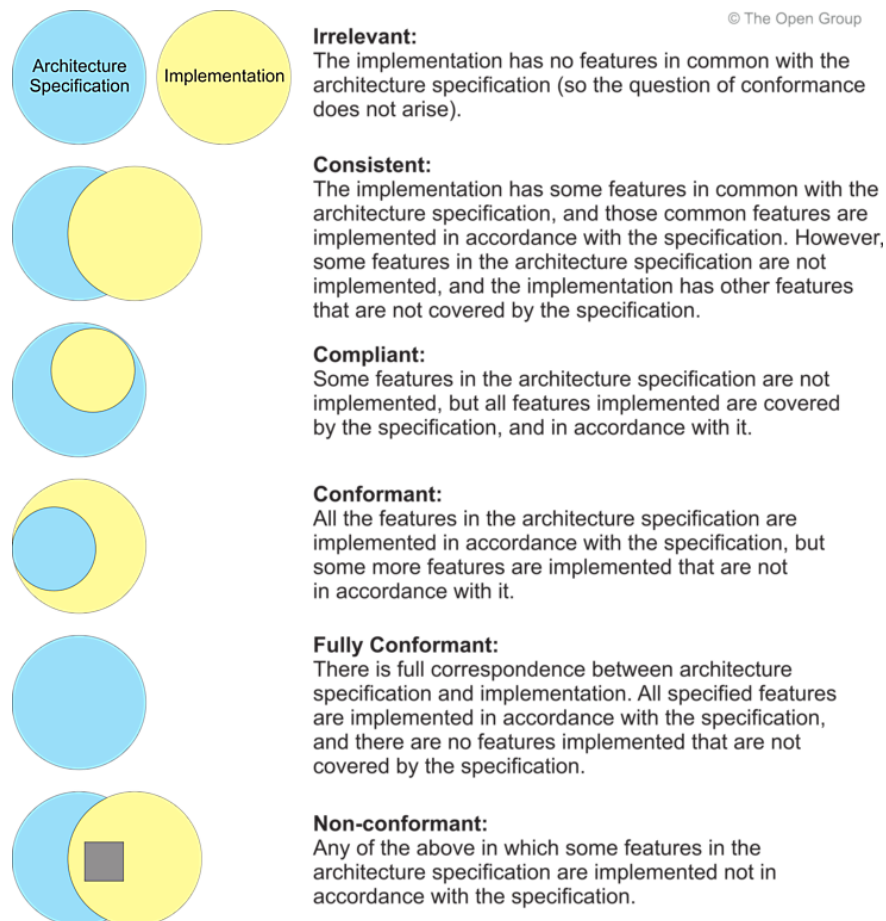 © The Open Group
Architecture
Specification
Implementation
Irrelevant:
The implementation has no features in common with the
architecture specification (so the question of conformance
does not arise).
Consistent:
The implementation has some features in common with the
architecture specification, and those common features are
implemented in accordance with the specification. However,
some features in the architecture specification are not
implemented, and the implementation has other features
that are not covered by the specification.
Compliant:
Some features in the architecture specification are not
implemented, but all features implemented are covered
by the specification, and in accordance with it.
Conformant:
All the features in the architecture specification are
implemented in accordance with the specification, but
some more features are implemented that are not
in accordance with it.
Fully Conformant:
There is full correspondence between architecture
specification and implementation. All specified features
are implemented in accordance with the specification,
and there are no features implemented that are not
covered by the specification.
Non-conformant:
Any of the above in which some features in the
architecture specification are implemented not in
accordance with the specification.